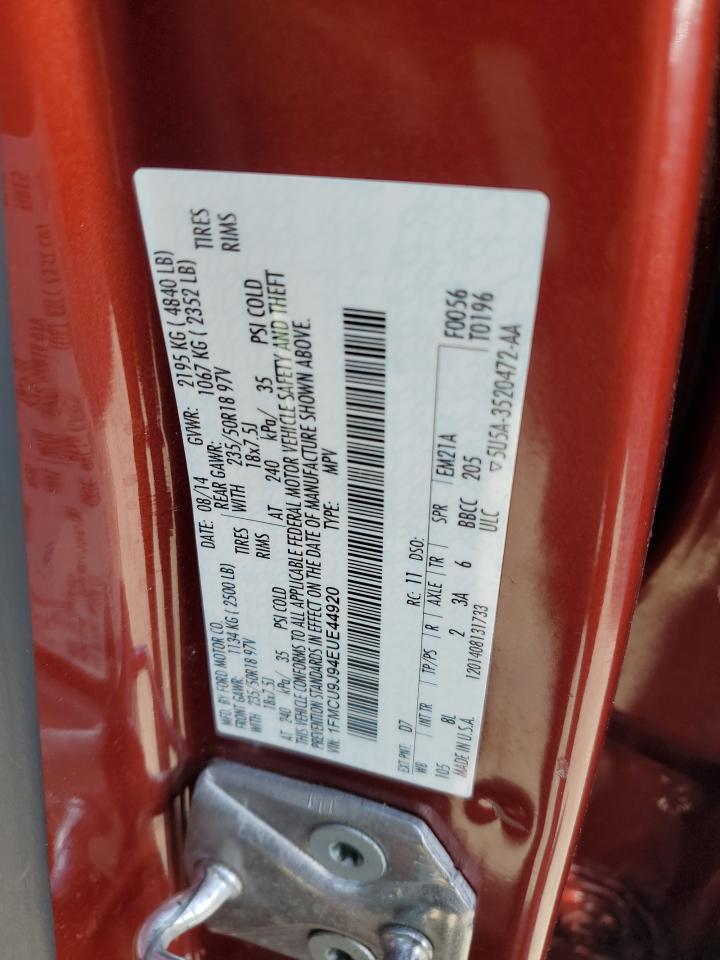 MFD. BY FORD MOTOR CO.
DATE: 08/14 GVWR: 2195 KG ( 4840 LB)
FRONT GAWR: 1134 KG ( 2500 LB) REAR GAWR: 1067 KG ( 2352 LB)
WITH 235/50R18 97V TIRES WITH 235/50R18 97V TIRES
18x7.5J RIMS 18x7.5J RIMS
AT 240 kPa/ 35 PSI COLD AT 240 kPa/ 35 PSI COLD
THIS VEHICLE CONFORMS TO ALL APPLICABLE FEDERAL MOTOR VEHICLE SAFETY AND THEFT
PREVENTION STANDARDS IN EFFECT ON THE DATE OF MANUFACTURE SHOWN ABOVE.
VIN: 1FMCU9J94EUE44920 TYPE: MPV
EXT PNT: D7 RC: 11 DSO: F0056
WB INT TR TP/PS R AXLE TR SPR EM21A T0196
105 8L 2 3A 6 BBCC 205
MADE IN U.S.A. 1201408131733 ULC ▽5U5A-3520472-AA